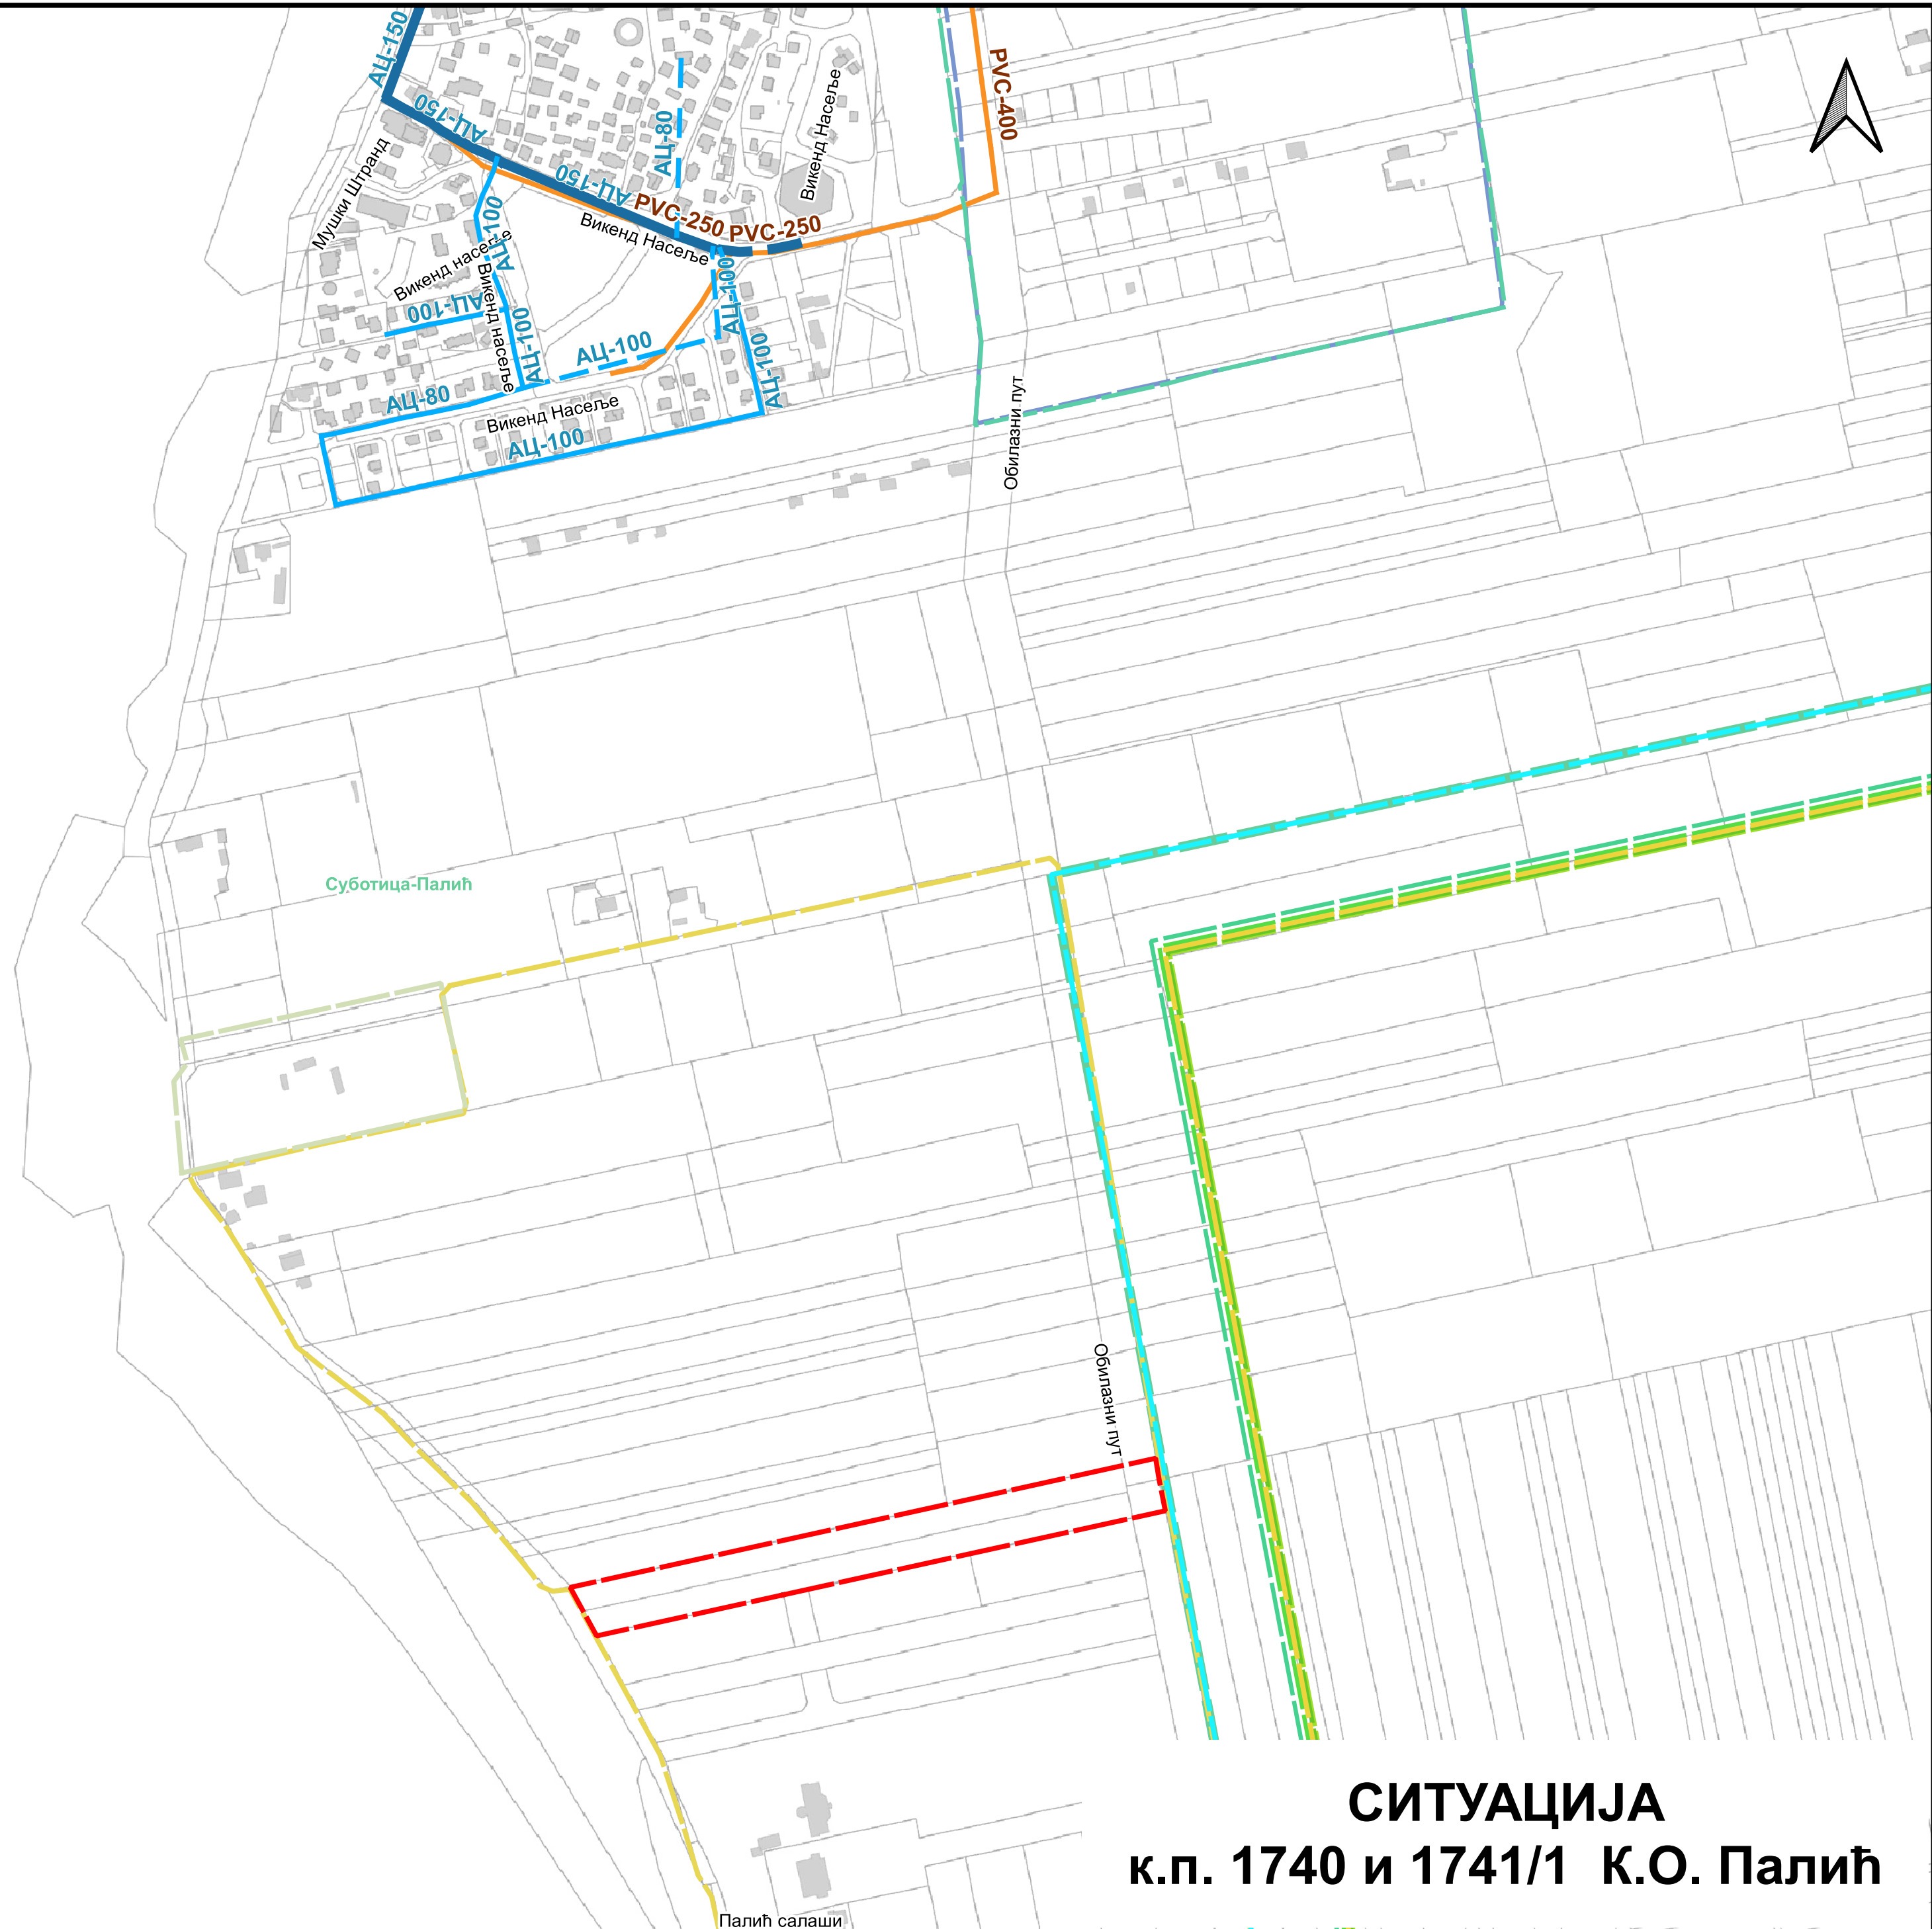 АЦ-150
АЦ-150
АЦ-150
АЦ-80
PVC-400
Викенд Насеље
Мушки Штранд
PVC-250
PVC-250
Викенд Насеље
АЦ-100
АЦ-100
Викенд насеље
Викенд насеље
АЦ-100
АЦ-100
АЦ-100
АЦ-100
АЦ-100
АЦ-80
Викенд Насеље
АЦ-100
Обилазни пут
Суботица-Палић
Обилазни пут
СИТУАЦИЈА
к.п. 1740 и 1741/1 К.О. Палић
Палић салаши